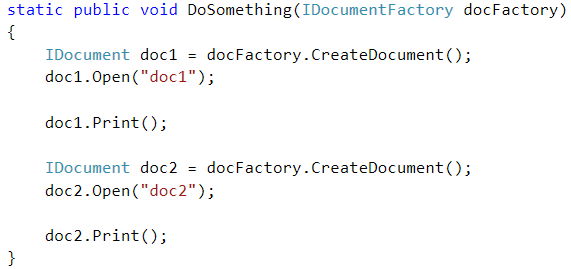 static public void DoSomething(IDocumentFactory docFactory)
{
    IDocument doc1 = docFactory.CreateDocument();
    doc1.Open("doc1");
    doc1.Print();
    IDocument doc2 = docFactory.CreateDocument();
    doc2.Open("doc2");
    doc2.Print();
}